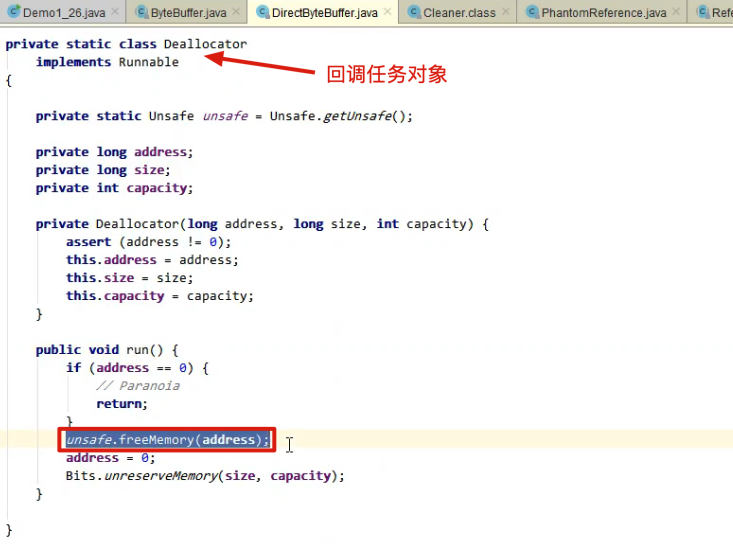 Demo1_26.java ByteBuffer.java DirectByteBuffer.java Cleaner.class PhantomReference.java Refe
private static class Deallocator
implements Runnable
回调任务对象
{
private static Unsafe unsafe = Unsafe.getUnsafe();
private long address;
private long size;
private int capacity;
private Deallocator(long address, long size, int capacity) {
assert (address != 0);
this.address = address;
this.size = size;
this.capacity = capacity;
}
public void run() {
if (address == 0) {
// Paranoia
return;
}
unsafe.freeMemory(address);
address = 0;
Bits.unreserveMemory(size, capacity);
}
}